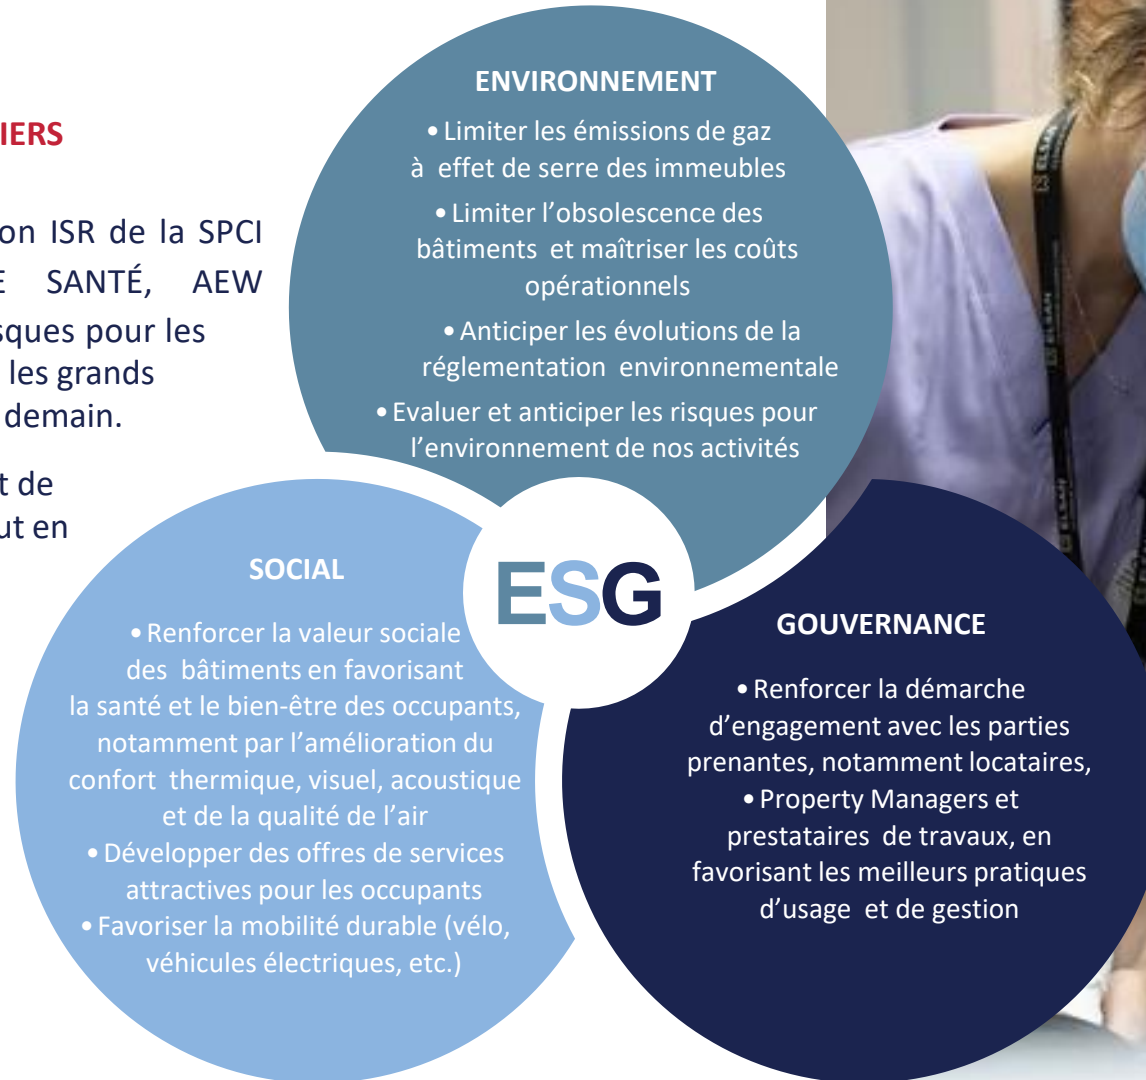 IERS
on ISR de la SPCI
E SANTÉ, AEW
sques pour les
les grands
demain.
t de
ut en
ENVIRONNEMENT
• Limiter les émissions de gaz
à effet de serre des immeubles
• Limiter l'obsolescence des
bâtiments et maîtriser les coûts
opérationnels
• Anticiper les évolutions de la
réglementation environnementale
• Evaluer et anticiper les risques pour
l'environnement de nos activités
ESG
SOCIAL
• Renforcer la valeur sociale
des bâtiments en favorisant
la santé et le bien-être des occupants,
notamment par l'amélioration du
confort thermique, visuel, acoustique
et de la qualité de l'air
• Développer des offres de services
attractives pour les occupants
• Favoriser la mobilité durable (vélo,
véhicules électriques, etc.)
GOUVERNANCE
• Renforcer la démarche
d'engagement avec les parties
prenantes, notamment locataires,
• Property Managers et
prestataires de travaux, en
favorisant les meilleurs pratiques
d'usage et de gestion
ELSAN
ELSAN